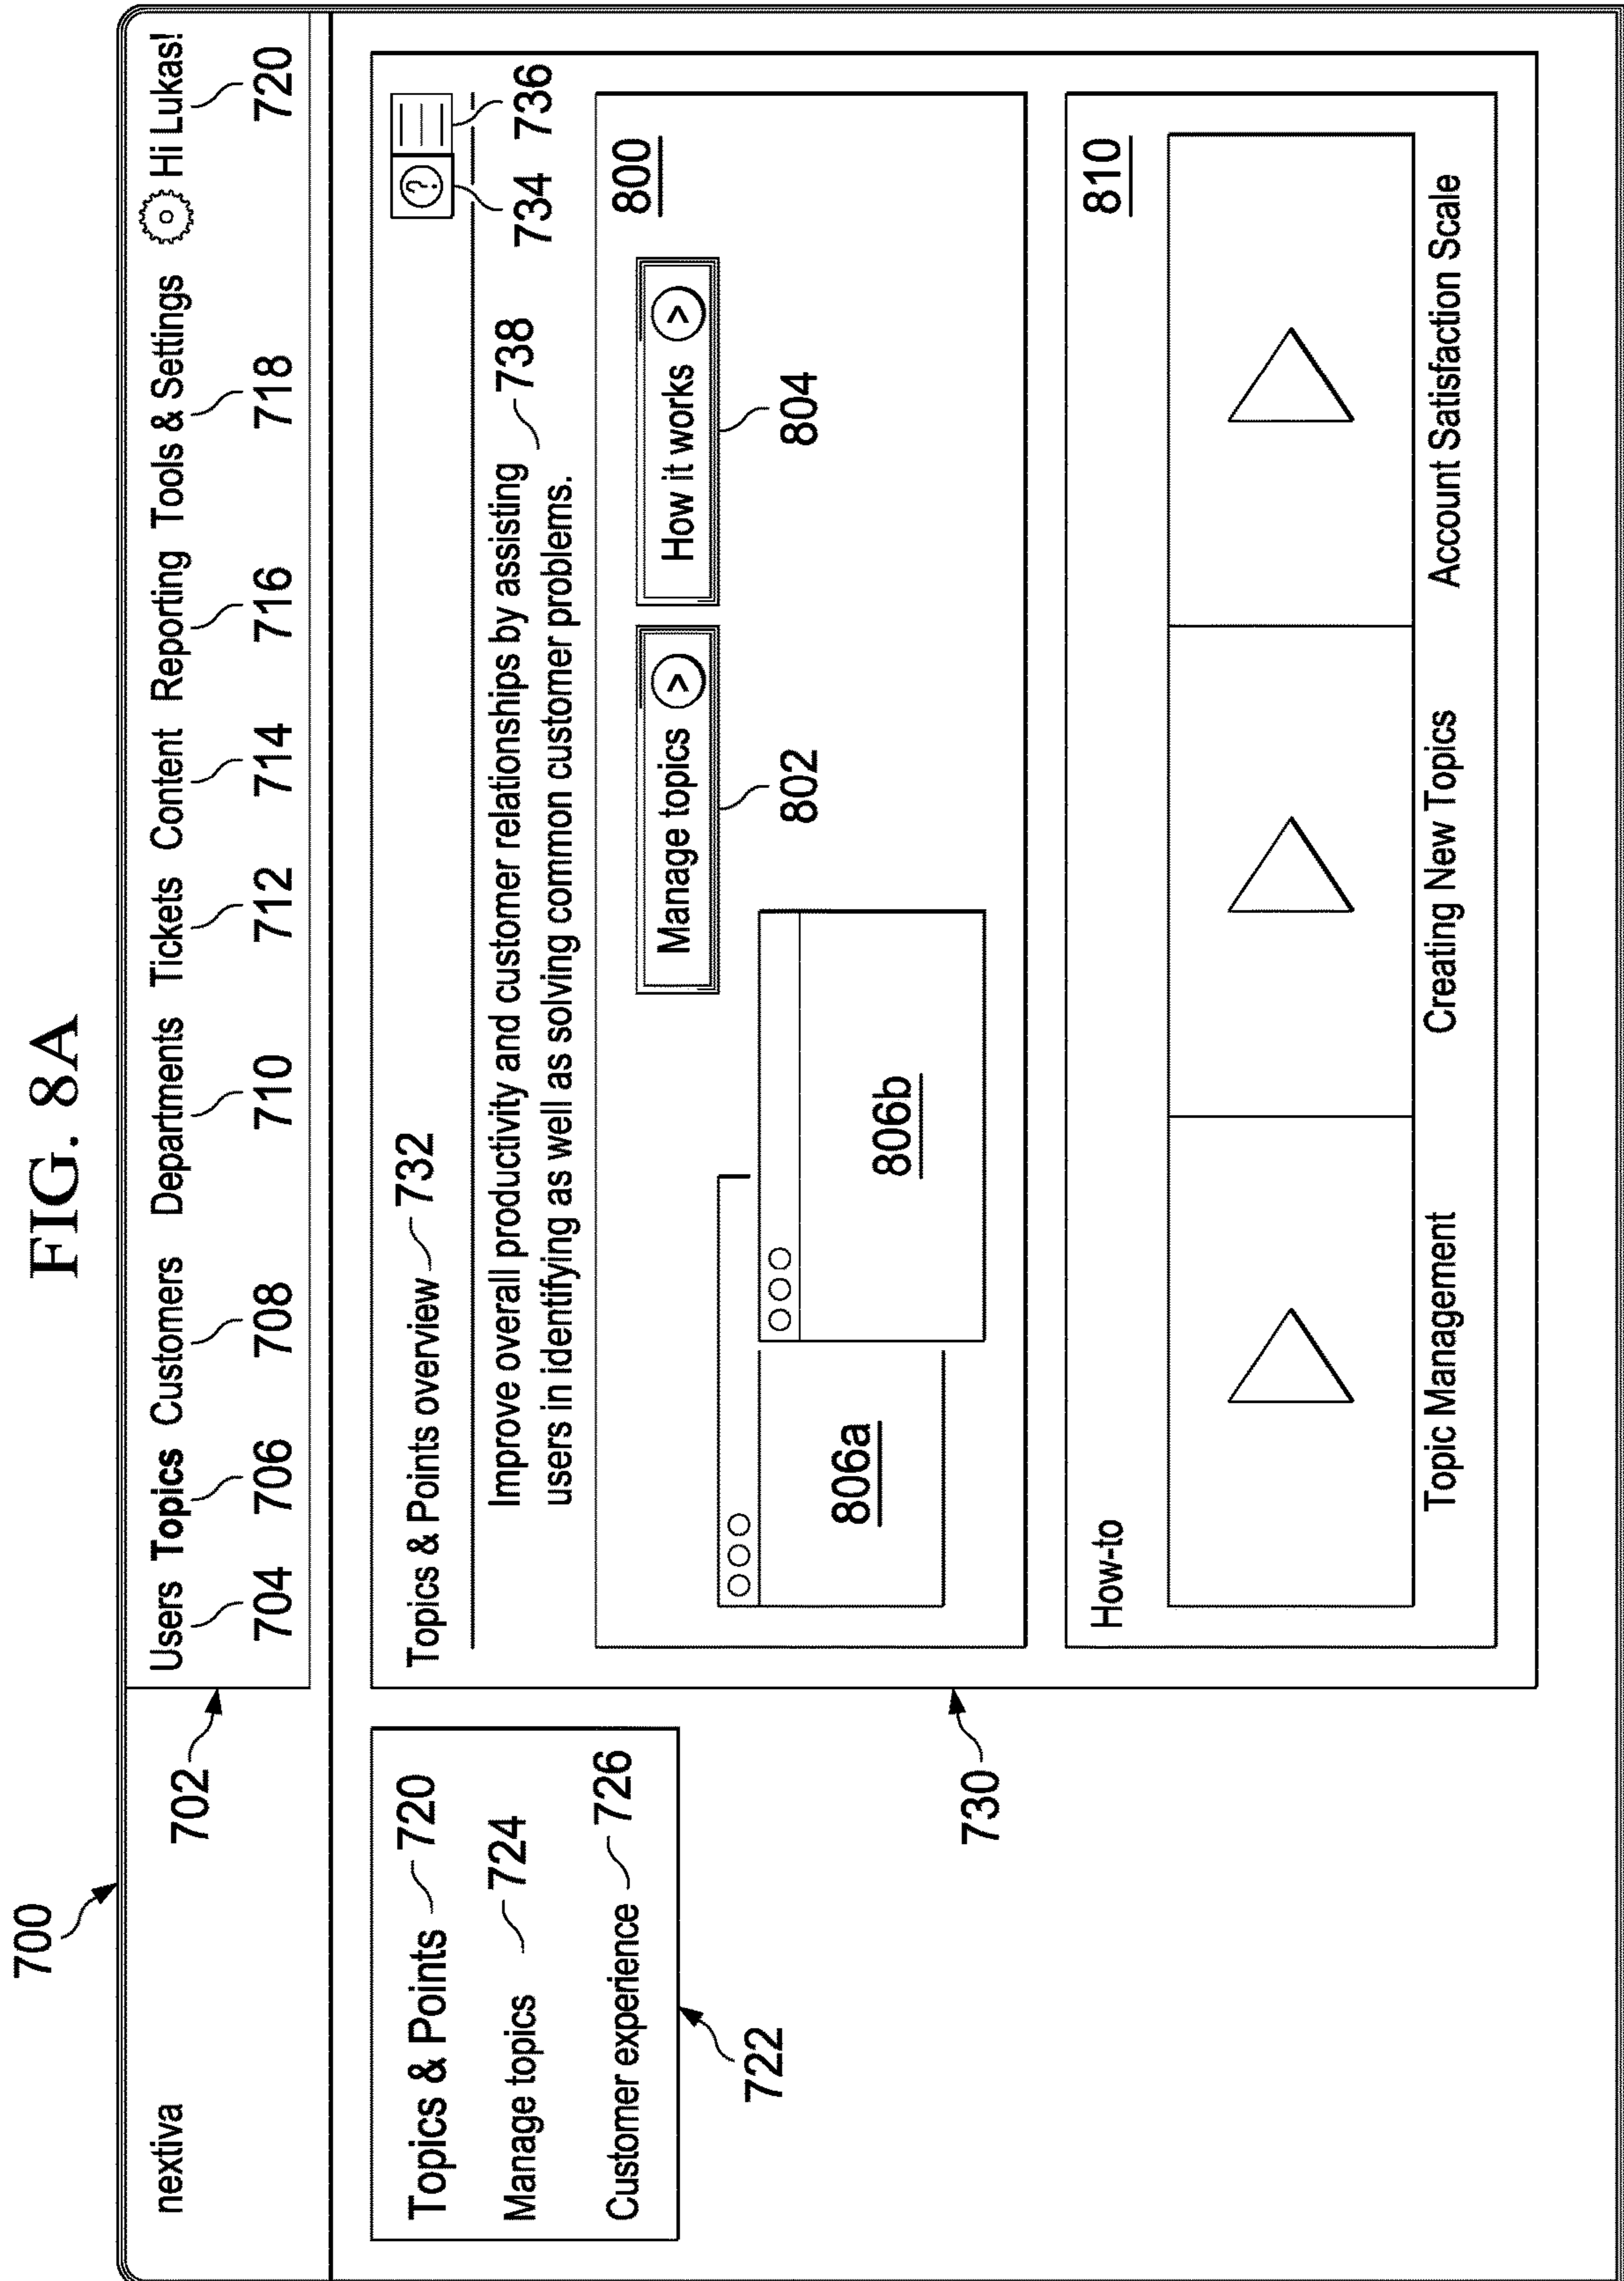 FIG. 8A
700
nextiva
702
Users Topics Customers Departments Tickets Content Reporting Tools & Settings Hi Lukas!
704 706 708 710 712 714 716 718 720
Topics & Points 720
Manage topics 724
Customer experience 726
722
Topics & Points overview 732
?
734 736
Improve overall productivity and customer relationships by assisting 738
users in identifying as well as solving common customer problems.
800
Manage topics > How it works >
802 804
806a 806b
730
How-to 810
Topic Management Creating New Topics Account Satisfaction Scale